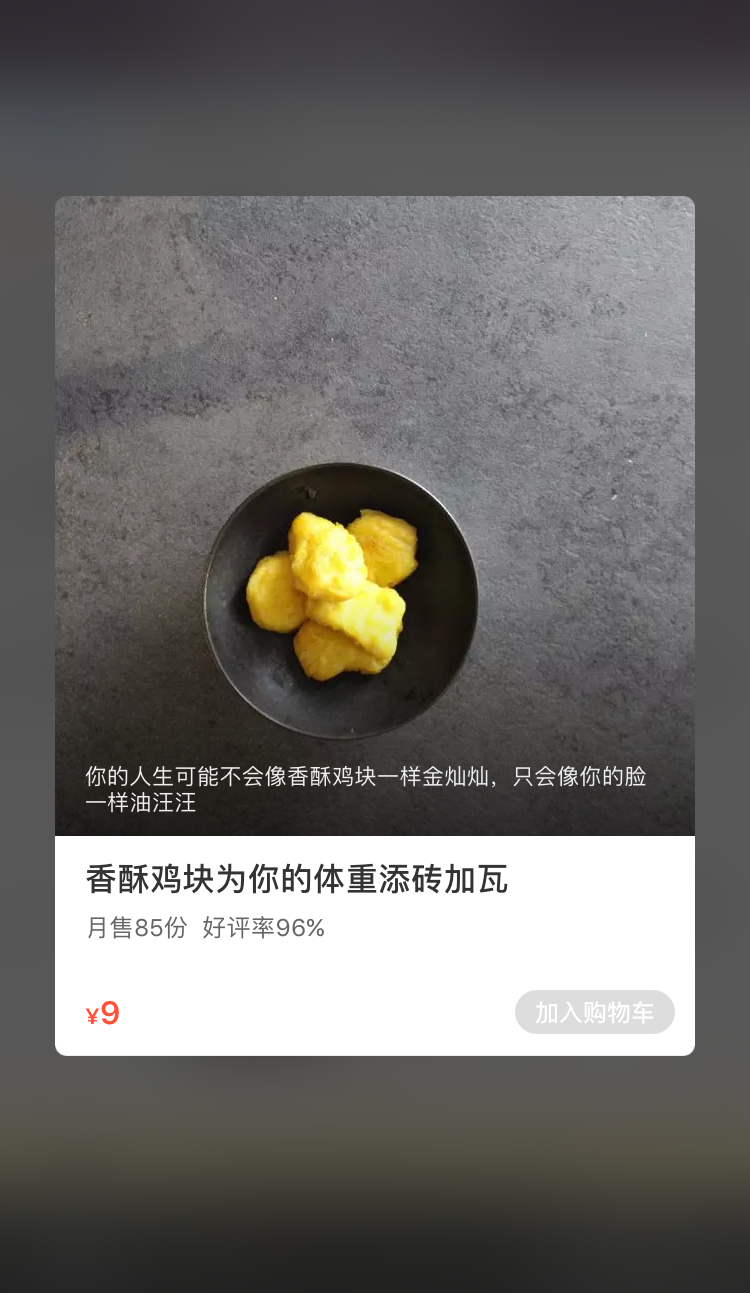 你的人生可能不会像香酥鸡块一样金灿灿，只会像你的脸
一样油汪汪
香酥鸡块为你的体重添砖加瓦
月售85份 好评率96%
¥9
加入购物车